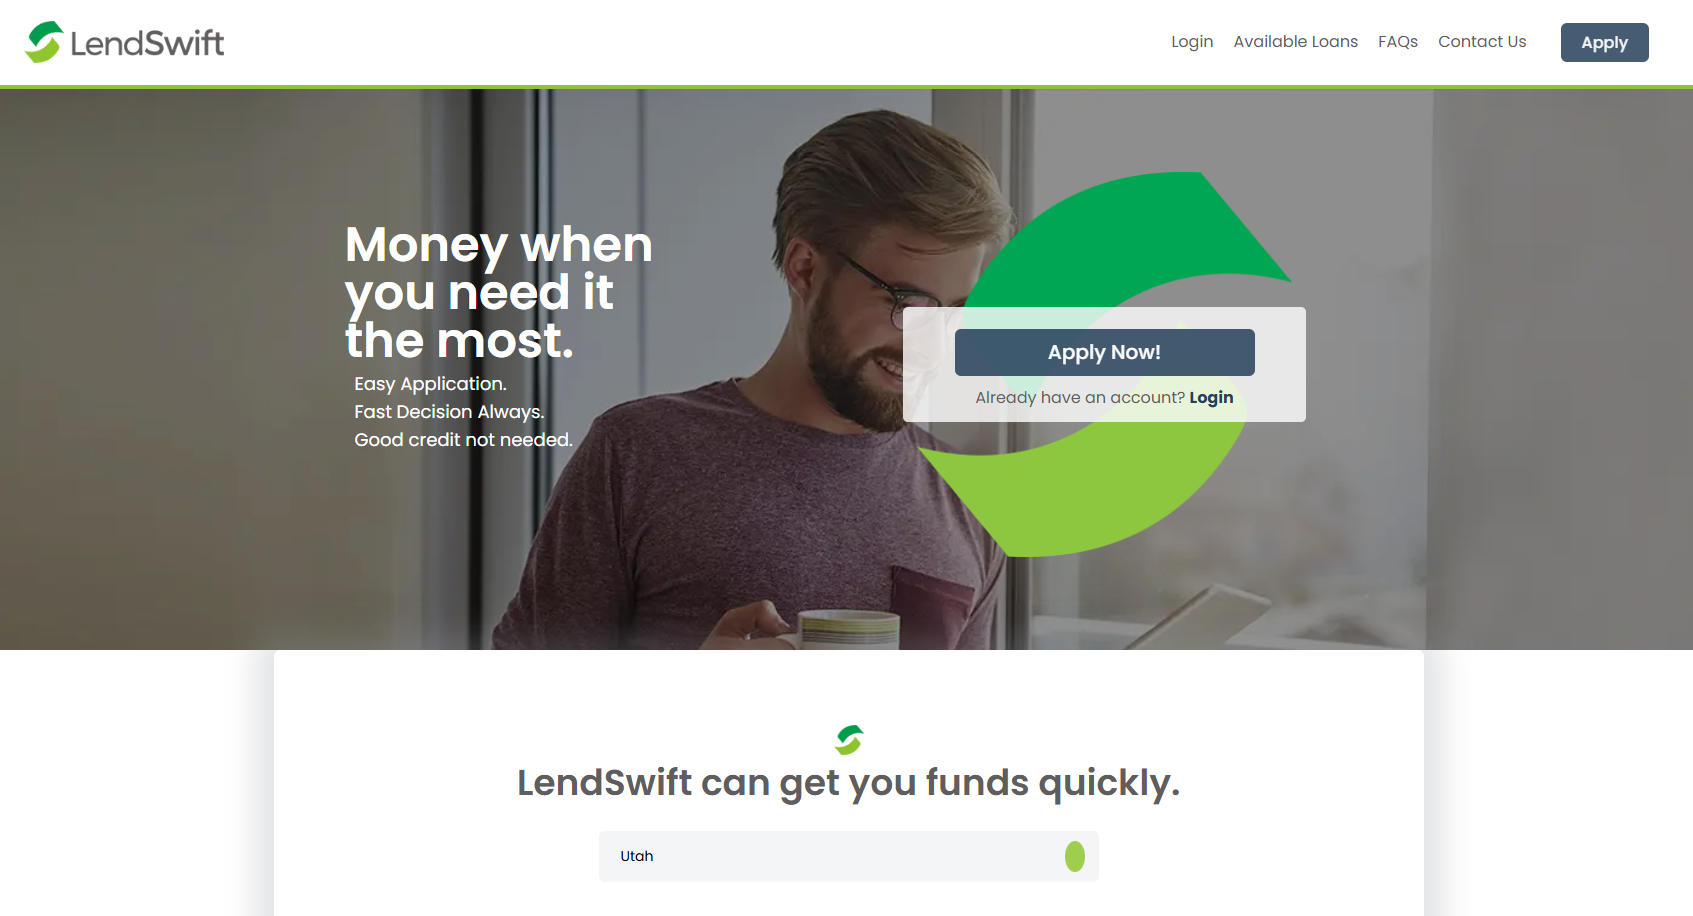 LendSwift
Login Available Loans FAQs Contact Us Apply
Money when
you need it
the most.
Easy Application.
Fast Decision Always.
Good credit not needed.
Apply Now!
Already have an account? Login
LendSwift can get you funds quickly.
Utah